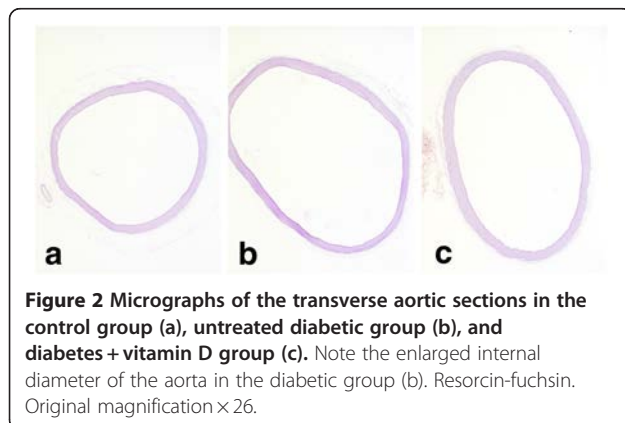 a
b
c
Figure 2 Micrographs of the transverse aortic sections in the
control group (a), untreated diabetic group (b), and
diabetes + vitamin D group (c). Note the enlarged internal
diameter of the aorta in the diabetic group (b). Resorcin-fuchsin.
Original magnification × 26.